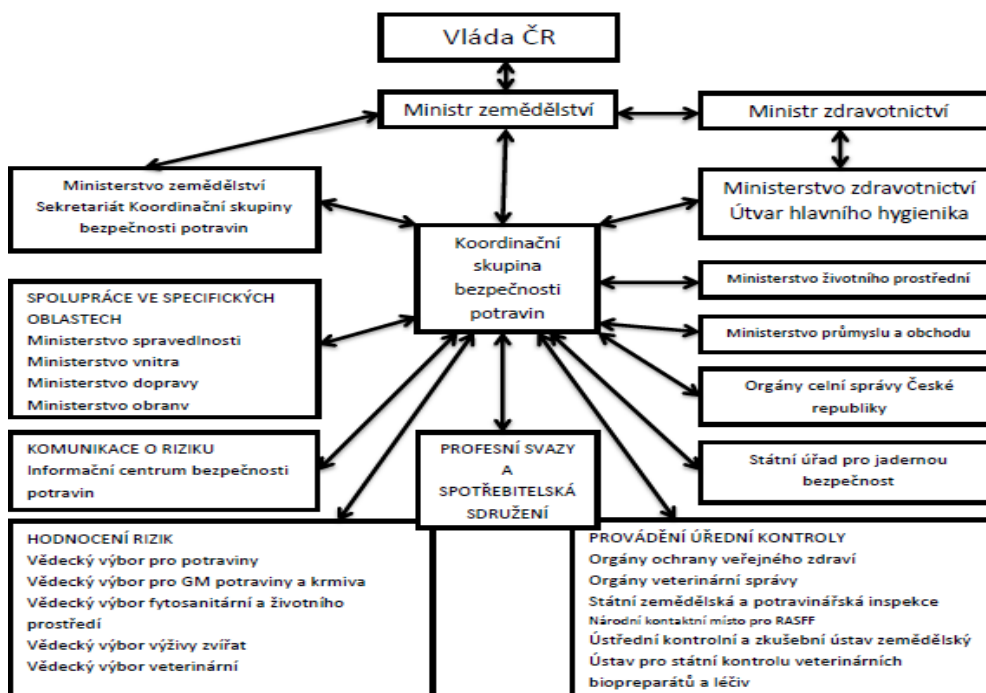 Vláda ČR
Ministr zemědělství
Ministr zdravotnictví
Ministerstvo zemědělství
Sekretariát Koordinační skupiny
bezpečnosti potravin
Ministerstvo zdravotnictví
Útvar hlavního hygienika
Koordinační
skupina
bezpečnosti
potravin
Ministerstvo životního prostřední
SPOLUPRÁCE VE SPECIFICKÝCH
OBLASTECH
Ministerstvo spravedlnosti
Ministerstvo vnitra
Ministerstvo dopravy
Ministerstvo obrany
Ministerstvo průmyslu a obchodu
Orgány celní správy České
republiky
KOMUNIKACE O RIZIKU
Informační centrum bezpečnosti
potravin
PROFESNÍ SVAZY
A
SPOTŘEBITELSKÁ
SDRUŽENÍ
Státní úřad pro jadernou
bezpečnost
HODNOCENÍ RIZIK
Vědecký výbor pro potraviny
Vědecký výbor pro GM potraviny a krmiva
Vědecký výbor fytosanitární a životního
prostředí
Vědecký výbor výživy zvířat
Vědecký výbor veterinární
PROVÁDĚNÍ ÚŘEDNÍ KONTROLY
Orgány ochrany veřejného zdraví
Orgány veterinární správy
Státní zemědělská a potravinářská inspekce
Národní kontaktní místo pro RASFF
Ústřední kontrolní a zkušební ústav zemědělský
Ústav pro státní kontrolu veterinárních
biopreparátů a léčiv